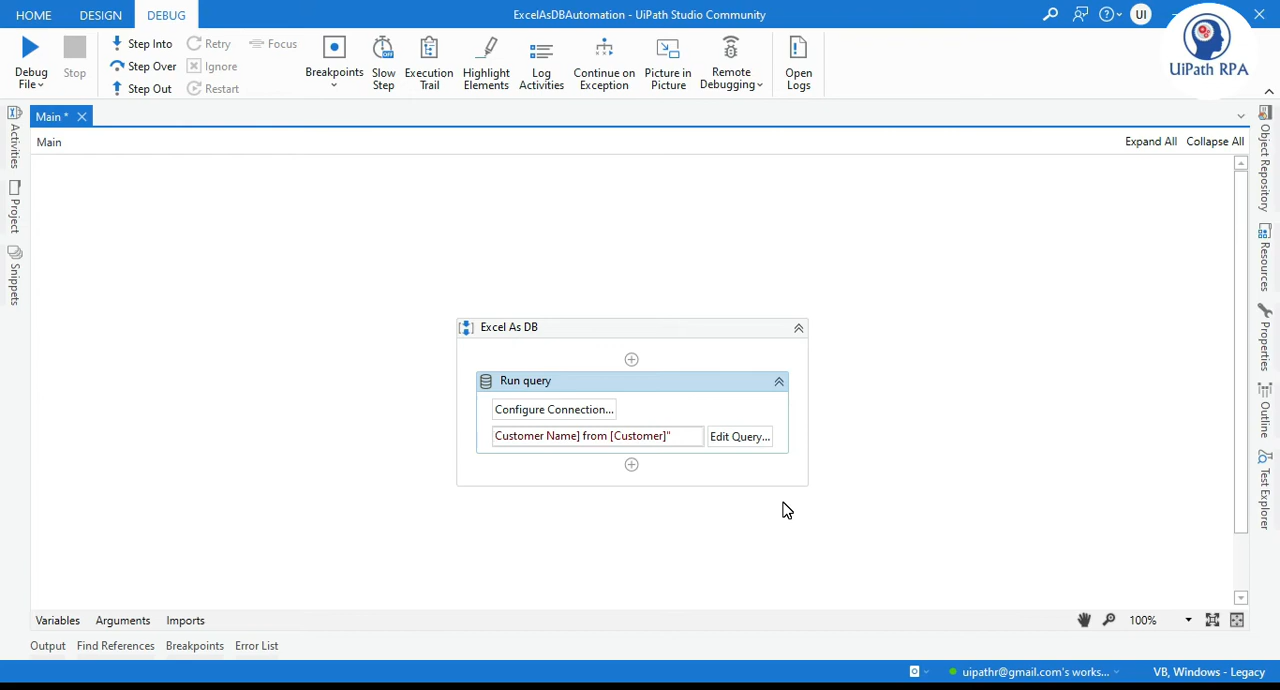 HOME DESIGN DEBUG
ExcelAsDBAutomation - UiPath Studio Community
UI
UiPath RPA
Debug File
Stop
Step Into
Step Over
Step Out
Retry
Ignore
Restart
Focus
Breakpoints
Slow Step
Execution Trail
Highlight Elements
Log Activities
Continue on Exception
Picture in Picture
Remote Debugging
Open Logs
Main *
Main
Expand All Collapse All
Activities
Project
Snippets
Object Repository
Resources
Properties
Outline
Test Explorer
Excel As DB
Run query
Configure Connection...
Customer Name] from [Customer]"
Edit Query...
Variables Arguments Imports
100%
Output Find References Breakpoints Error List
uipathr@gmail.com's works...
VB, Windows - Legacy